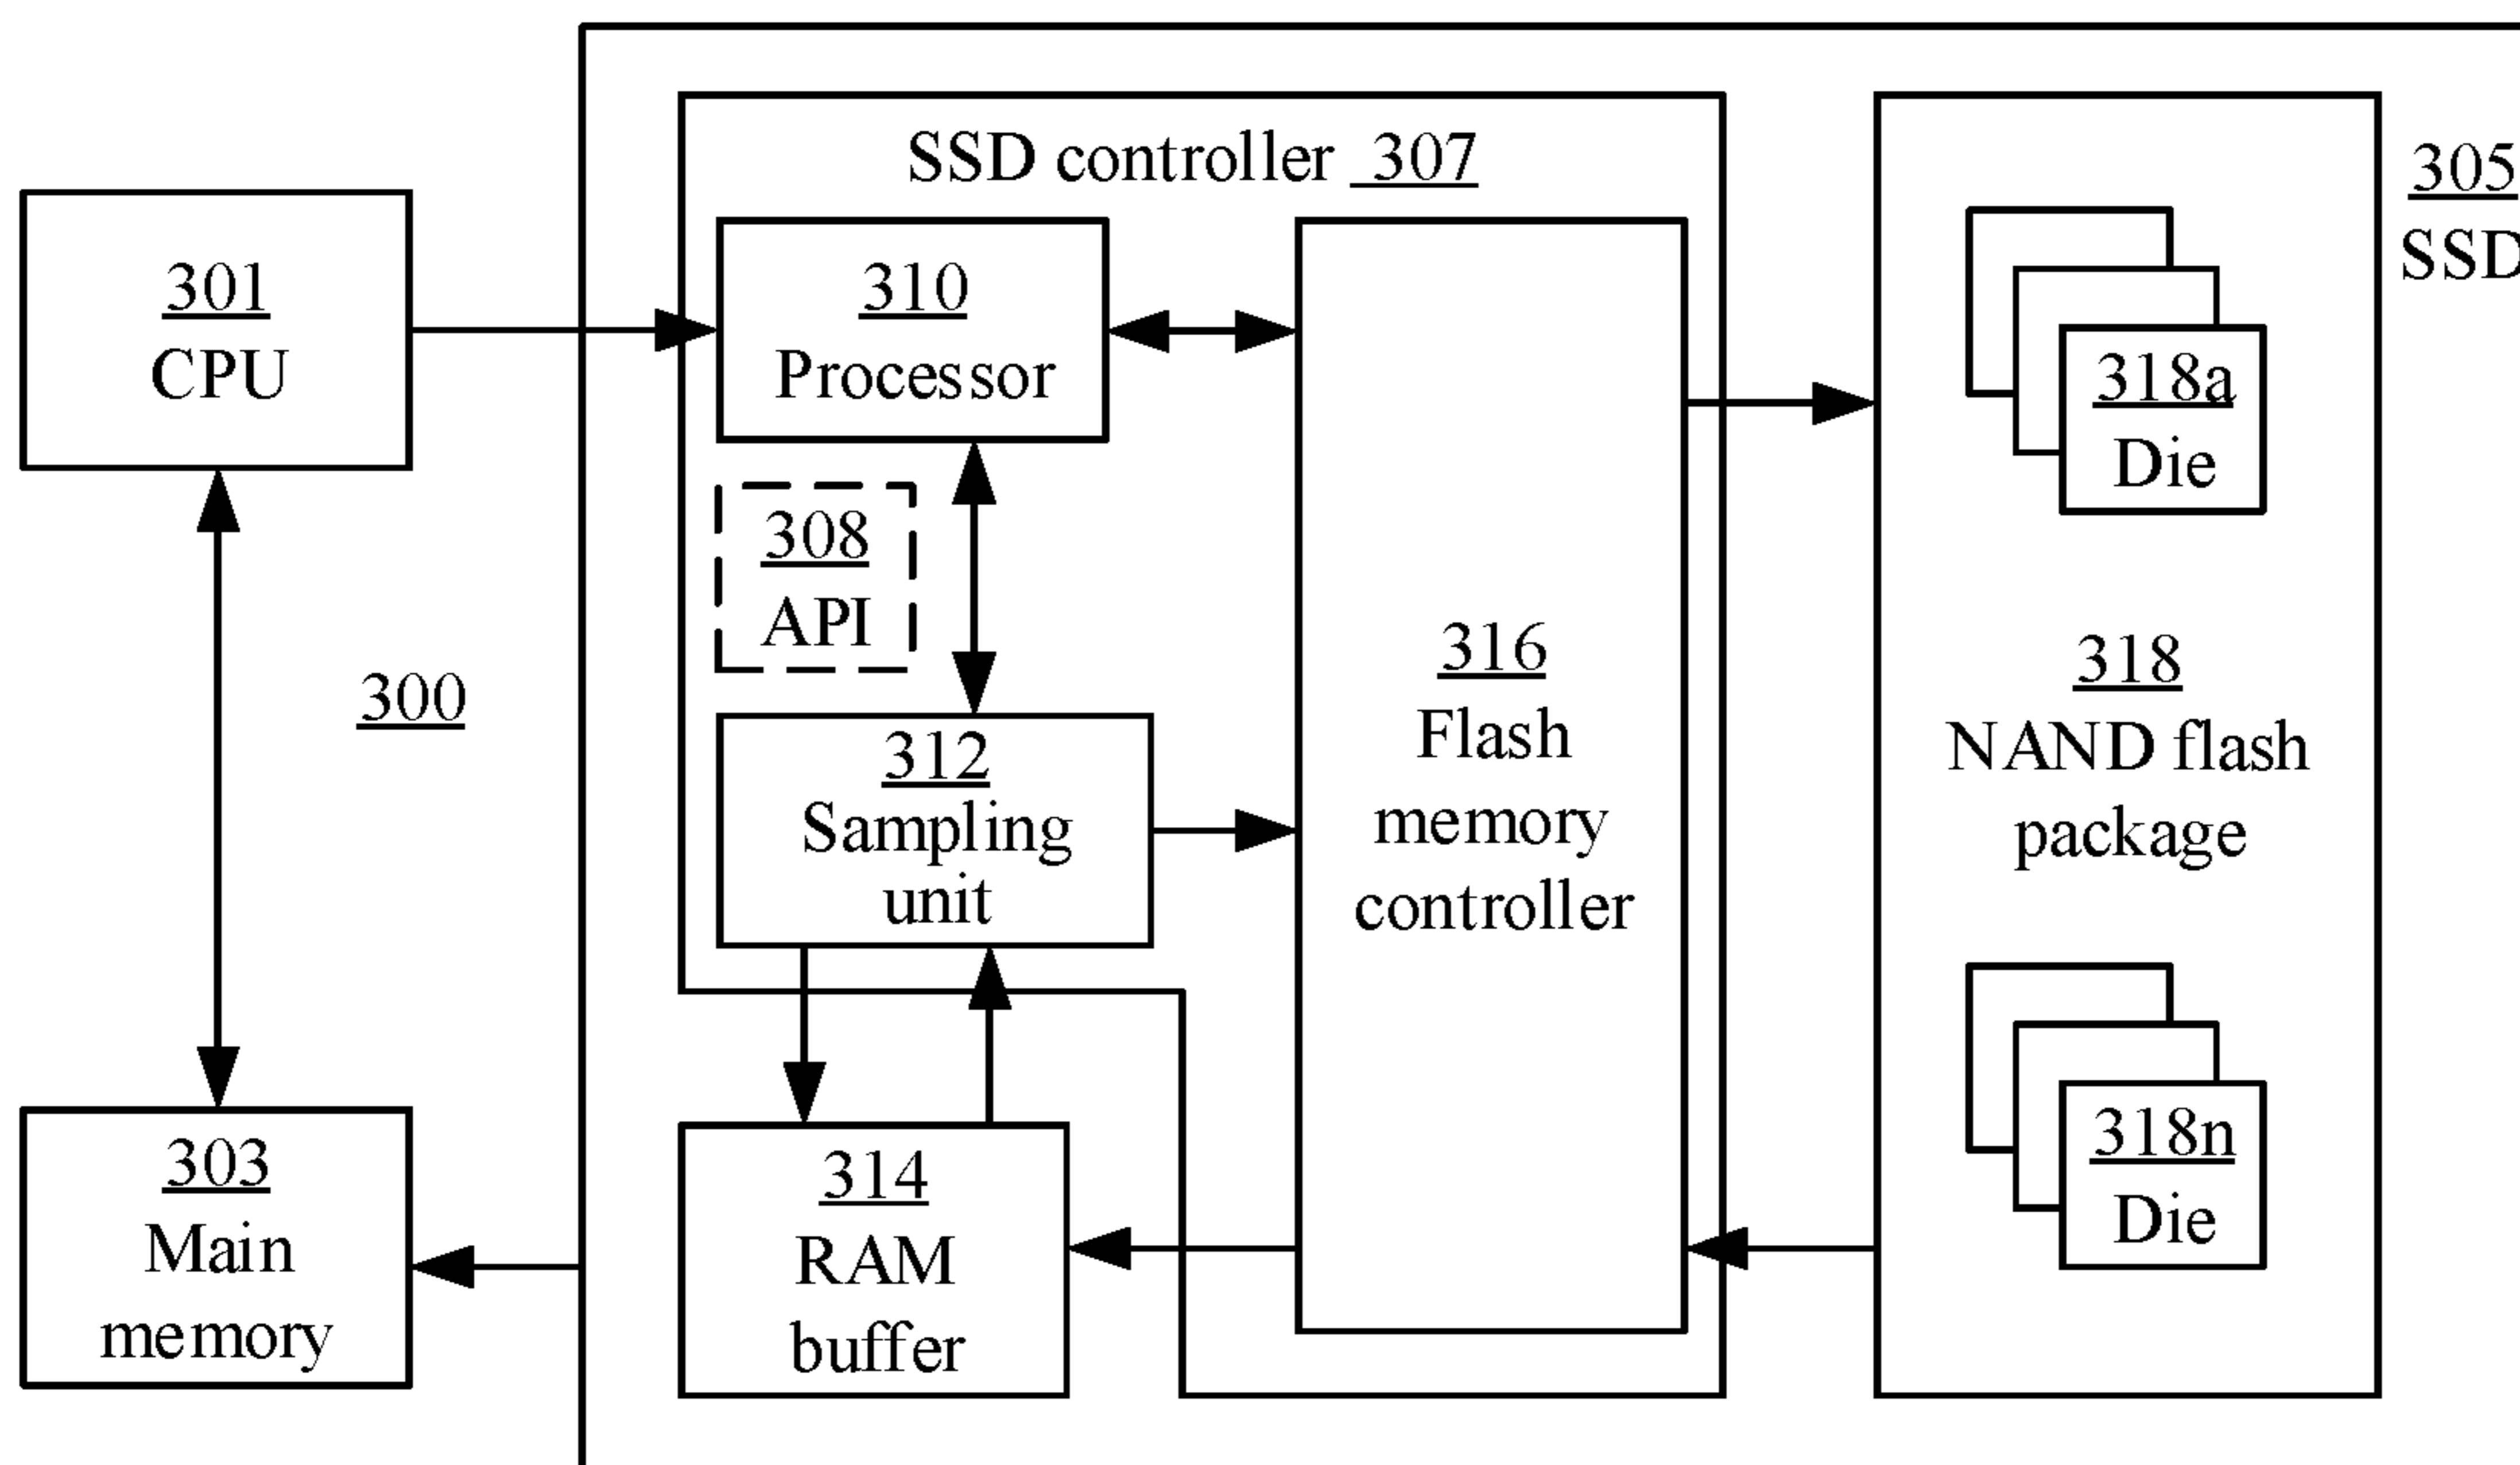 SSD controller 307
305
SSD
301
CPU
310
Processor
318a
Die
308
API
300
316
Flash
memory
controller
318
NAND flash
package
312
Sampling
unit
303
Main
memory
314
RAM
buffer
318n
Die